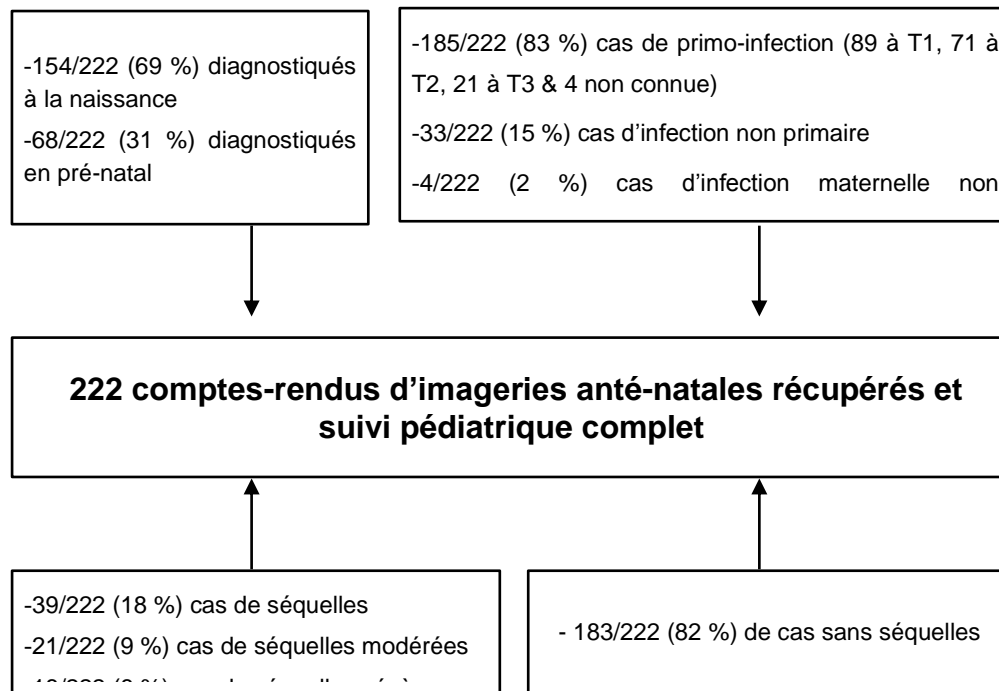 -154/222 (69 %) diagnostiqués
à la naissance
-68/222 (31 %) diagnostiqués
en pré-natal
-185/222 (83 %) cas de primo-infection (89 à T1, 71 à
T2, 21 à T3 & 4 non connue)
-33/222 (15 %) cas d’infection non primaire
-4/222 (2 %) cas d’infection maternelle non
222 comptes-rendus d’imageries anté-natales récupérés et
suivi pédiatrique complet
-39/222 (18 %) cas de séquelles
-21/222 (9 %) cas de séquelles modérées
- 183/222 (82 %) de cas sans séquelles